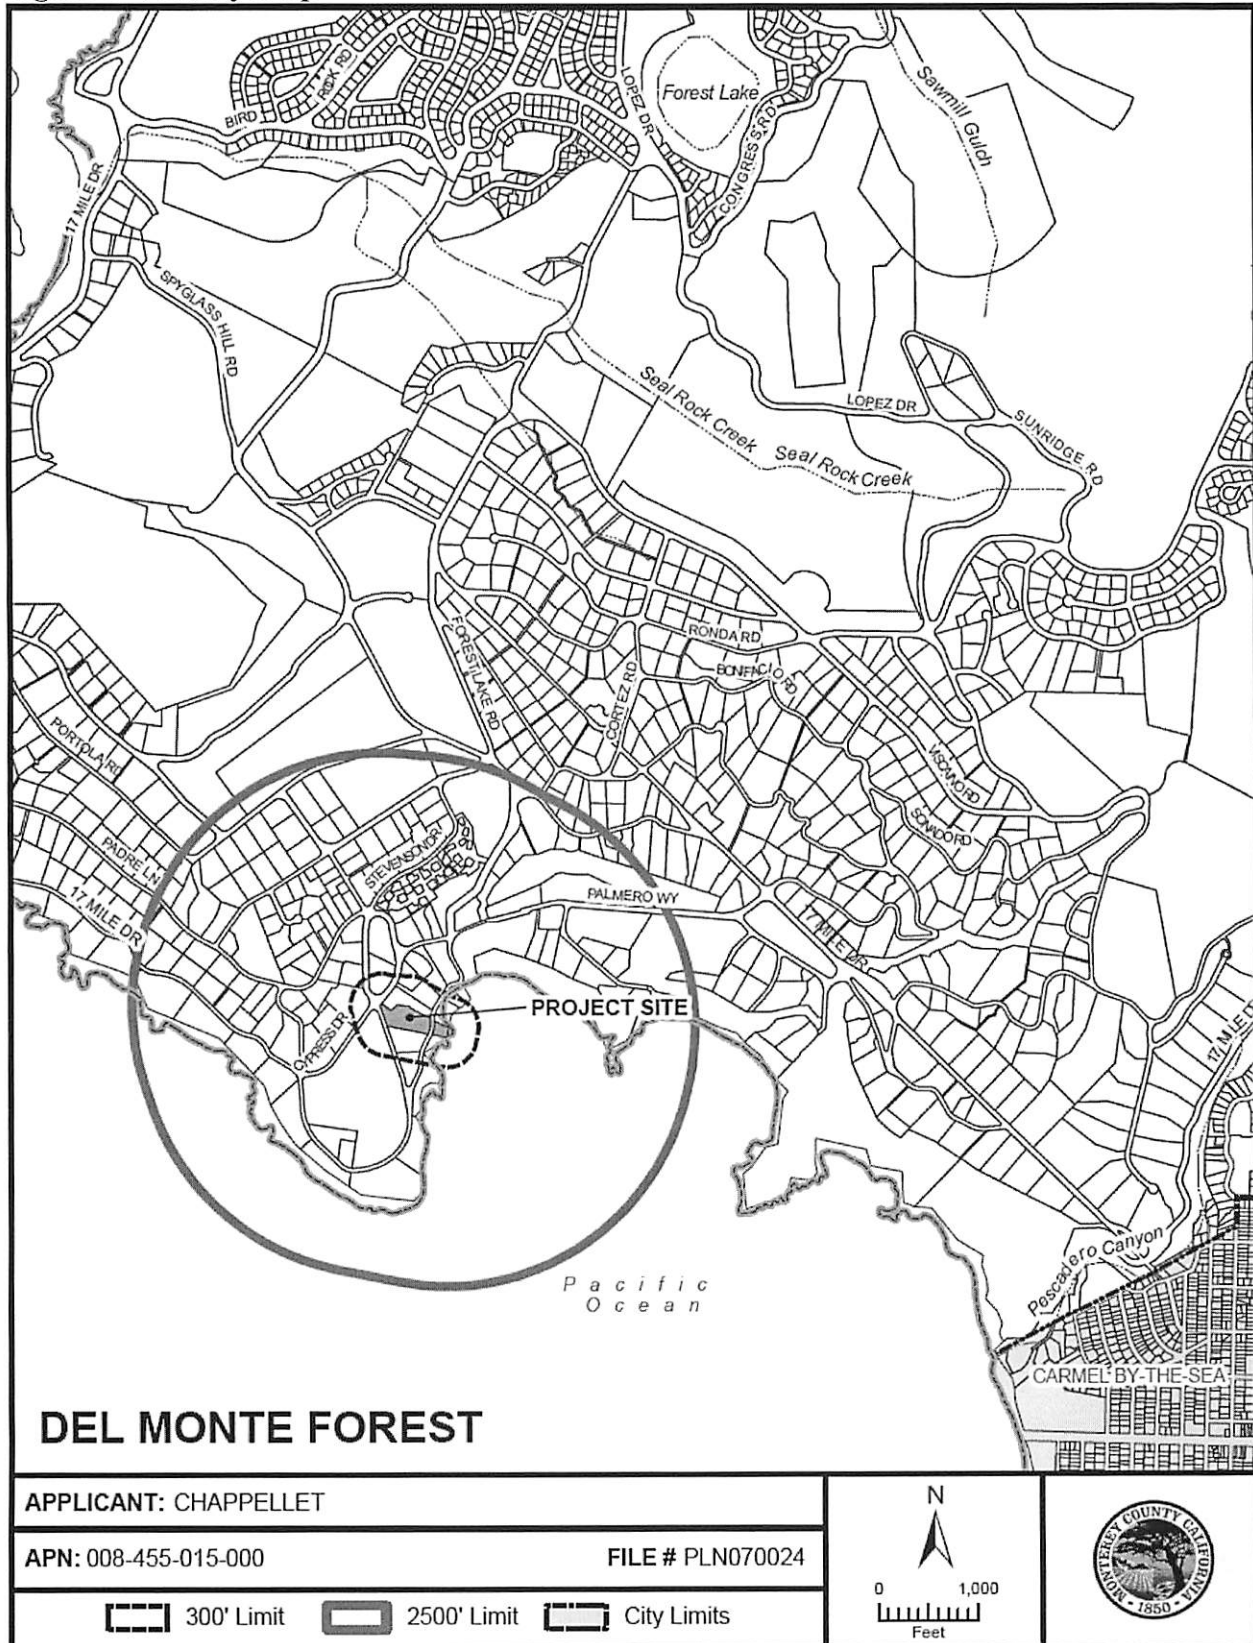 Forest Lake
Sawmill Gulch
LOPEZ DR
ROCK RD
BIRD
CONGRESS RD
17 MILE DR
SPYGLASS HILL RD
Seal Rock Creek
Seal Rock Creek
LOPEZ DR
SUNRIDGE RD
FOREST LAKE RD
RONDA RD
CORTEZ RD
PORTOLA RD
VISCAINO RD
SONADO RD
STEVENSON DR
PADRE LN
PALMERO WY
17 MILE DR
17 MILE DR
PROJECT SITE
CYPRESS DR
17 MILE D
Pescadero Canyon
Pacific
Ocean
CARMEL BY-THE-SEA
DEL MONTE FOREST
APPLICANT: CHAPPELLET
APN: 008-455-015-000
FILE # PLN070024
300' Limit
2500' Limit
City Limits
N
0 1,000
Feet
MONTEREY COUNTY CALIFORNIA
1850